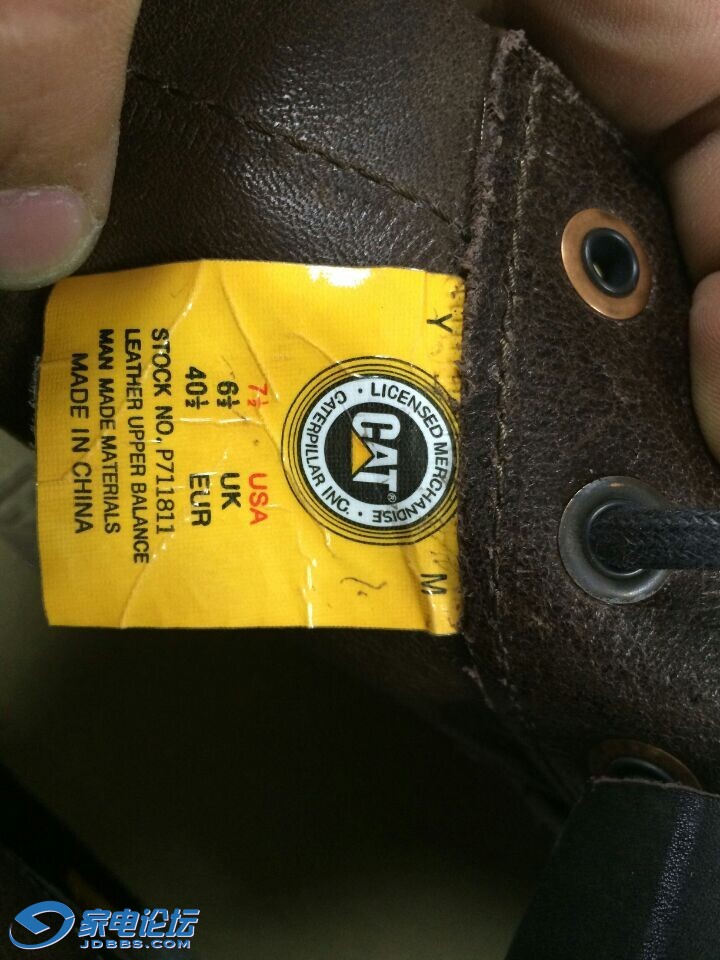 Y M
LICENSED MERCHANDISE
CAT®
CATERPILLAR INC.
7½ USA
6½ UK
40½ EUR
STOCK NO, P711811
LEATHER UPPER BALANCE
MAN MADE MATERIALS
MADE IN CHINA
家电论坛
JDBBS.COM